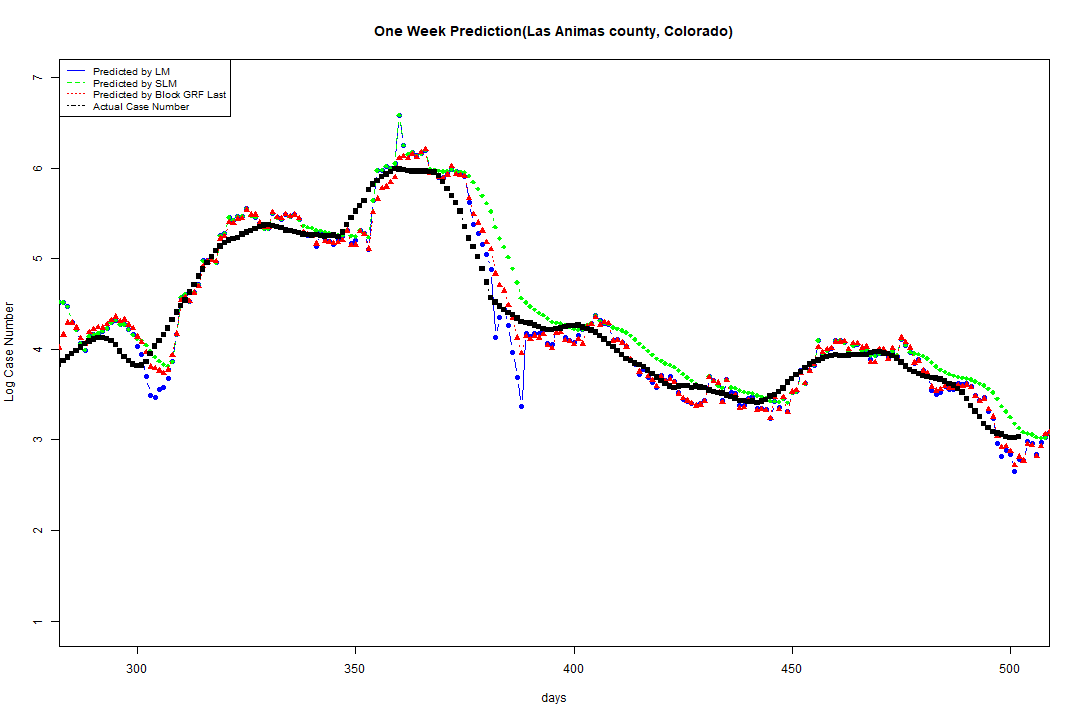 One Week Prediction(Las Animas county, Colorado)
Predicted by LM
Predicted by SLM
Predicted by Block GRF Last
Actual Case Number
7
6
5
4
3
2
1
Log Case Number
300 350 400 450 500
days